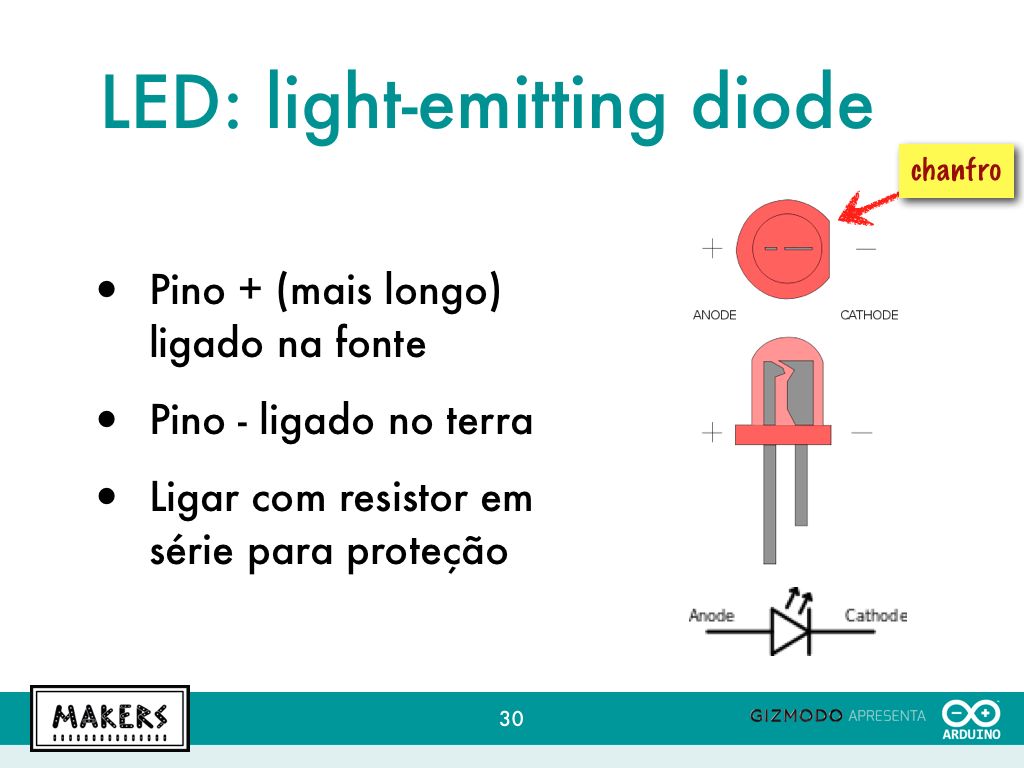 LED: light-emitting diode
chanfro
• Pino + (mais longo)
ligado na fonte
• Pino - ligado no terra
• Ligar com resistor em
série para proteção
+ −
ANODE CATHODE
+ −
Anode Cathode
MAKERS
30
GIZMODO APRESENTA
ARDUINO